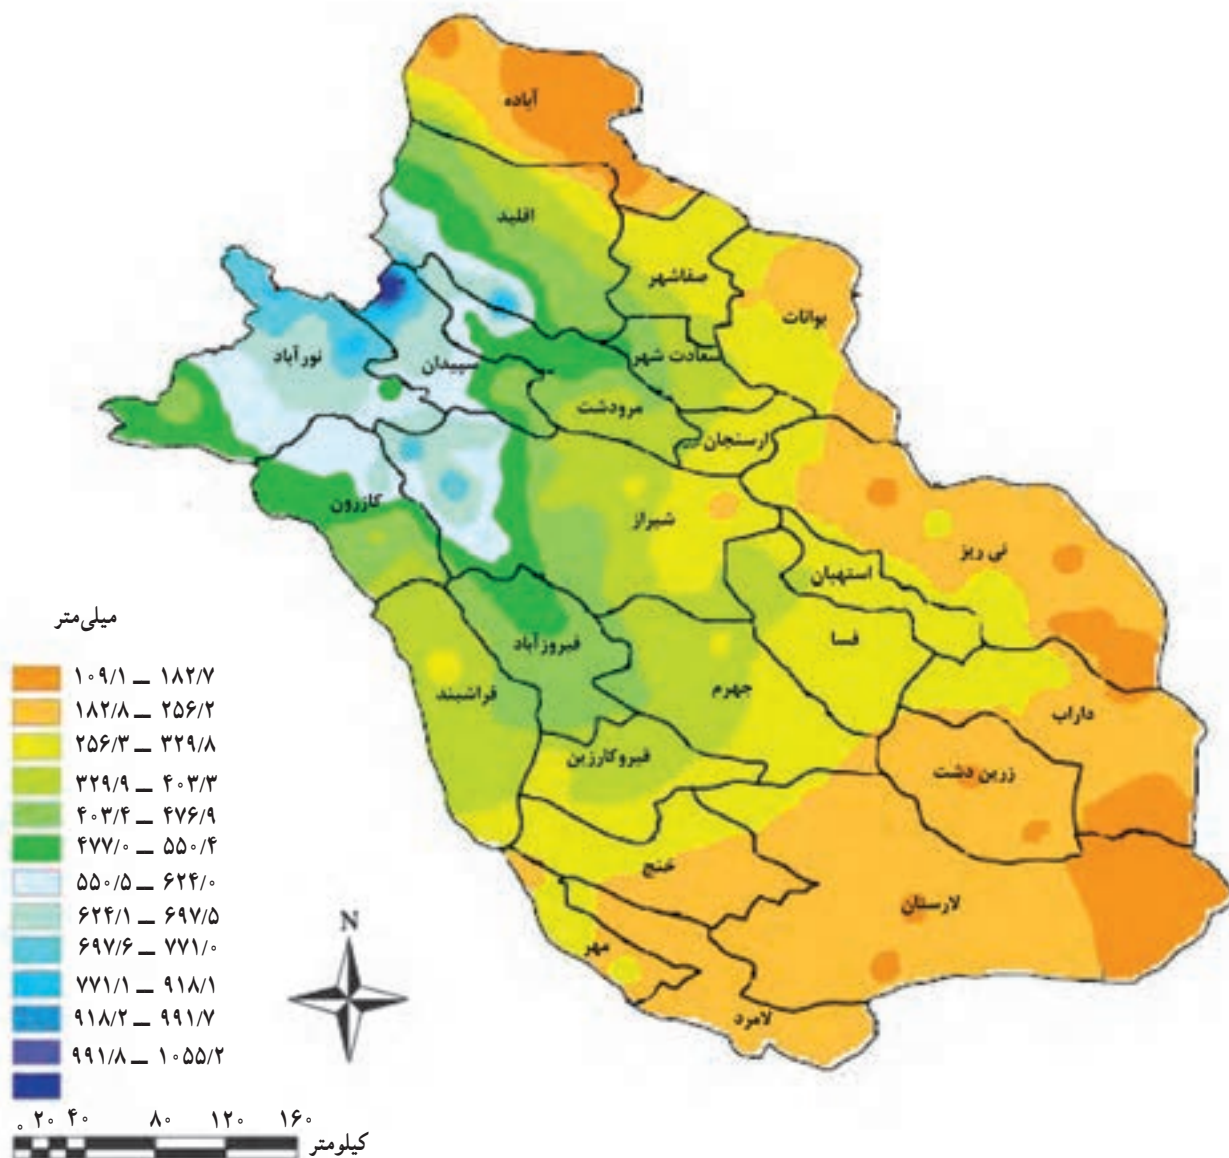 آباده
اقلید
صفاشهر
بوانات
نورآباد
سپیدان
سعادت شهر
مرودشت
ارسنجان
کازرون
شیراز
نی ریز
استهبان
فسا
فیروزآباد
فراشبند
جهرم
داراب
فیروکارزین
زرین دشت
خنج
لارستان
مهر
لامرد
میلی‌متر
۱۰۹/۱ — ۱۸۲/۷
۱۸۲/۸ — ۲۵۶/۲
۲۵۶/۳ — ۳۲۹/۸
۳۲۹/۹ — ۴۰۳/۳
۴۰۳/۴ — ۴۷۶/۹
۴۷۷/۰ — ۵۵۰/۴
۵۵۰/۵ — ۶۲۴/۰
۶۲۴/۱ — ۶۹۷/۵
۶۹۷/۶ — ۷۷۱/۰
۷۷۱/۱ — ۹۱۸/۱
۹۱۸/۲ — ۹۹۱/۷
۹۹۱/۸ — ۱۰۵۵/۲
N
۰ ۲۰ ۴۰ ۸۰ ۱۲۰ ۱۶۰
کیلومتر